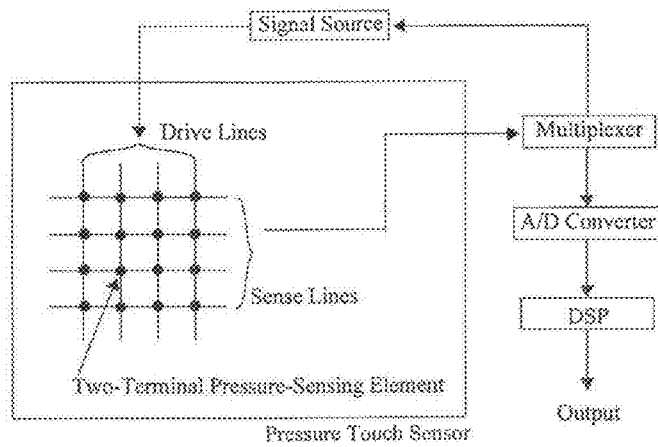 Signal Source
Drive Lines
Multiplexer
A/D Converter
Sense Lines
DSP
Two-Terminal Pressure-Sensing Element
Output
Pressure Touch Sensor